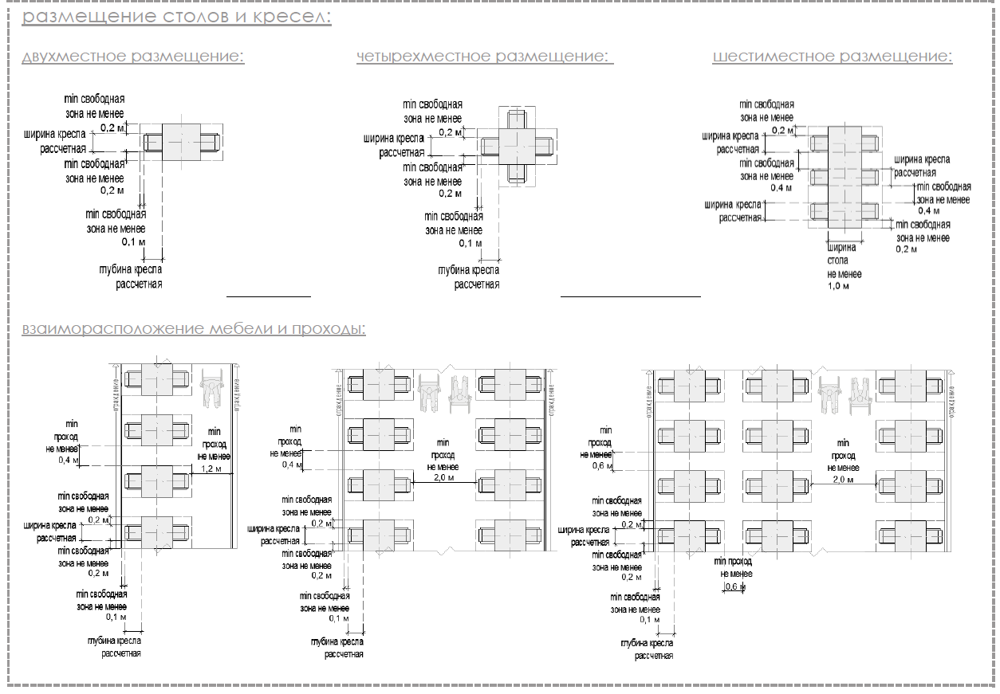 размещение столов и кресел:
двухместное размещение:
четырехместное размещение:
шестиместное размещение:
min свободная
зона не менее
0,2 м
ширина кресла
рассчетная
min свободная
зона не менее
0,2 м
min свободная
зона не менее
0,1 м
глубина кресла
рассчетная
min свободная
зона не менее
0,2 м
ширина кресла
рассчетная
min свободная
зона не менее
0,2 м
min свободная
зона не менее
0,1 м
глубина кресла
рассчетная
min свободная
зона не менее
0,2 м
ширина кресла
рассчетная
min свободная
зона не менее
0,4 м
ширина кресла
рассчетная
ширина кресла
рассчетная
min свободная
зона не менее
0,4 м
min свободная
зона не менее
0,2 м
ширина
стола
не менее
1,0 м
взаиморасположение мебели и проходы:
ограждение
ограждение
min
проход
не менее
0,4 м
min
проход
не менее
1,2 м
min свободная
зона не менее
0,2 м
ширина кресла
рассчетная
min свободная
зона не менее
0,2 м
min свободная
зона не менее
0,1 м
глубина кресла
рассчетная
ограждение
ограждение
min
проход
не менее
0,4 м
min
проход
не менее
2,0 м
min свободная
зона не менее
0,2 м
ширина кресла
рассчетная
min свободная
зона не менее
0,2 м
min свободная
зона не менее
0,1 м
глубина кресла
рассчетная
ограждение
ограждение
min
проход
не менее
0,6 м
min
проход
не менее
2,0 м
min свободная
зона не менее
0,2 м
ширина кресла
рассчетная
min свободная
зона не менее
0,2 м
min проход
не менее
0,6 м
min свободная
зона не менее
0,1 м
глубина кресла
рассчетная